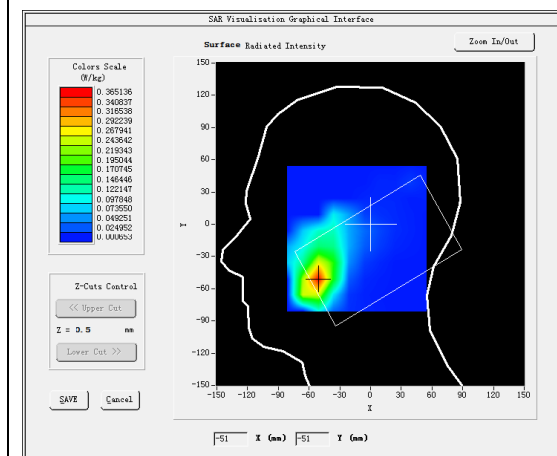 SAR Visualisation Graphical Interface
Surface Radiated Intensity
Zoom In/Out
Colors Scale
(W/kg)
0.365136
0.340837
0.316538
0.292239
0.267941
0.243642
0.219343
0.195044
0.170745
0.146446
0.122147
0.097848
0.073550
0.049251
0.024952
0.000653
Z-Cuts Control
<< Upper Cut
Z = 0.5 mm
Lower Cut >>
SAVE Cancel
150
120
90
60
30
0
-30
-60
-90
-120
-150
Y
-150 -120 -90 -60 -30 0 30 60 90 120 150
X
-51 X (mm) -51 Y (mm)